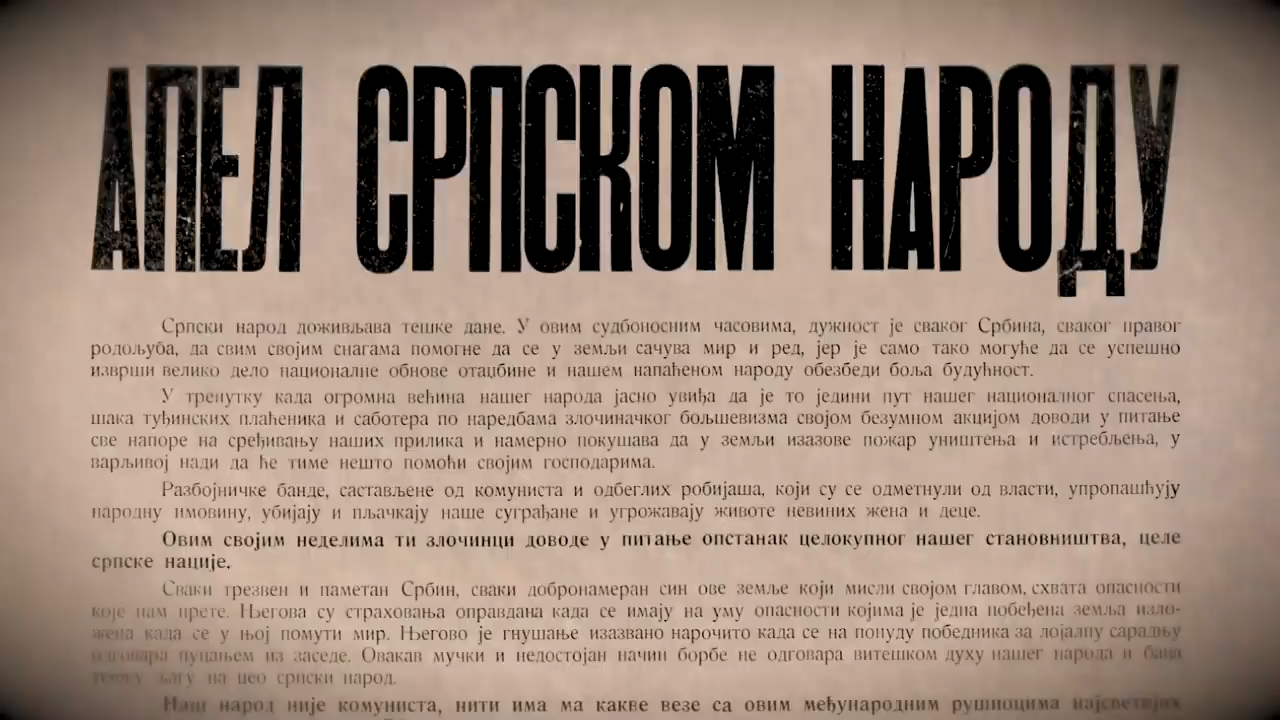 АПЕЛ СРПСКОМ НАРОДУ
Српски народ доживљава тешке дане. У овим судбоносним часовима, дужност је сваког Србина, сваког правог
родољуба, да свим својим снагама помогне да се у земљи сачува мир и ред, јер је само тако могуће да се успешно
изврши велико дело националне обнове отаџбине и нашем напаћеном народу обезбеди боља будућност.
У тренутку када огромна већина нашег народа јасно увиђа да је то једини пут нашег националног спасења,
шака туђинских плаћеника и саботера по наредбама злочиначког бољшевизма својом безумном акцијом доводи у питање
све напоре на сређивању наших прилика и намерно покушава да у земљи изазове пожар уништења и истребљења, у
варљивој нади да ће тиме нешто помоћи својим господарима.
Разбојничке банде, састављене од комуниста и одбеглих робијаша, који су се одметнули од власти, упропашћују
народну имовину, убијају и пљачкају наше суграђане и угрожавају животе невиних жена и деце.
Овим својим неделима ти злочинци доводе у питање опстанак целокупног нашег становништва, целе
српске нације.
Сваки трезвен и паметан Србин, сваки добронамеран син ове земље који мисли својом главом, схвата опасности
које нам прете. Његова су страховања оправдана када се имају на уму опасности којима је једна побеђена земља изло-
жена када се у њој помути мир. Његово је гнушање изазвано нарочито када се на понуду победника за лојалну сарадњу
одговара пуцањем из заседе. Овакав мучки и недостојан начин борбе не одговара витешком духу нашег народа и баца
тешку љагу на цео српски народ.
Наш народ није комуниста, нити има ма какве везе са овим међународним рушиоцима најсветијих